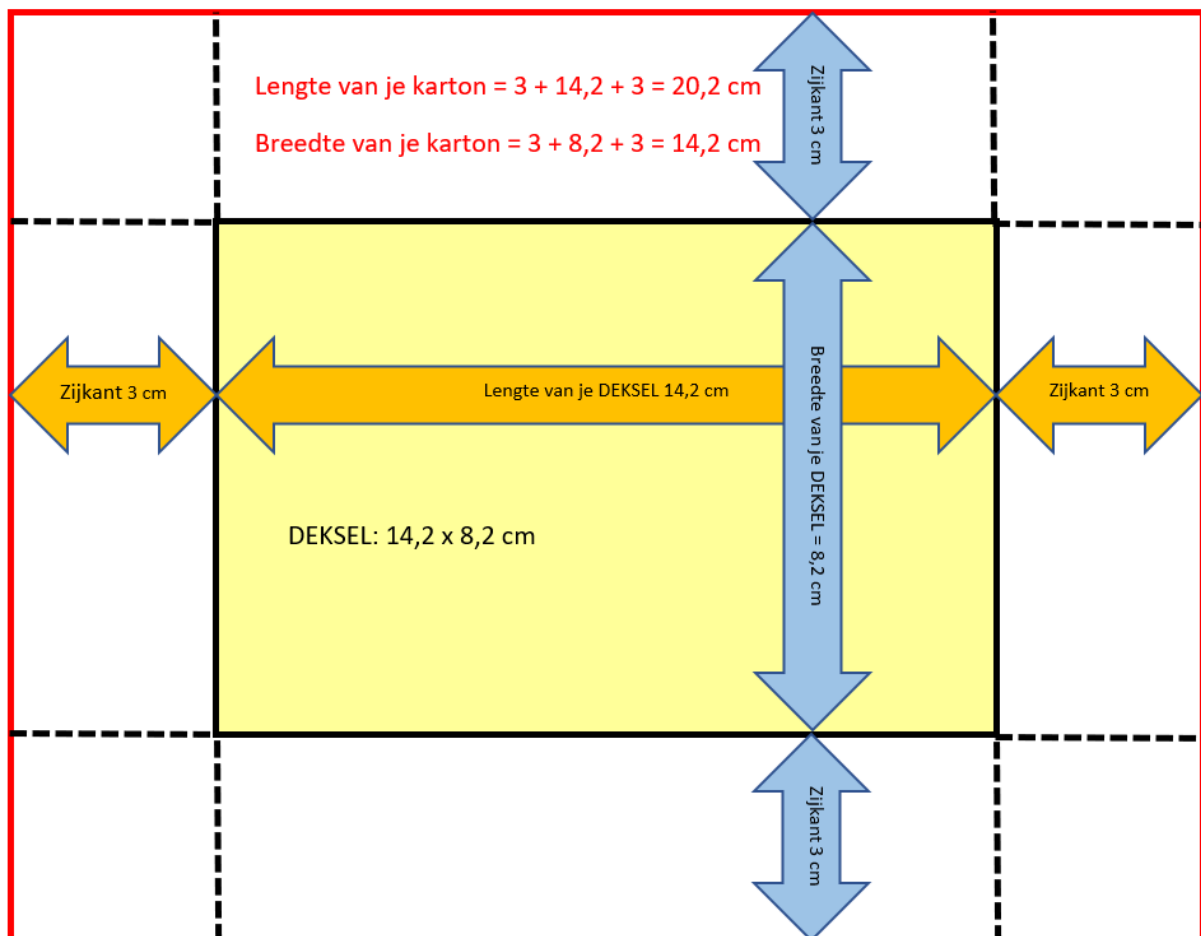 Lengte van je karton = 3 + 14,2 + 3 = 20,2 cm
Breedte van je karton = 3 + 8,2 + 3 = 14,2 cm
Zijkant 3 cm
Zijkant 3 cm
Lengte van je DEKSEL 14,2 cm
Breedte van je DEKSEL = 8,2 cm
Zijkant 3 cm
DEKSEL: 14,2 x 8,2 cm
Zijkant 3 cm